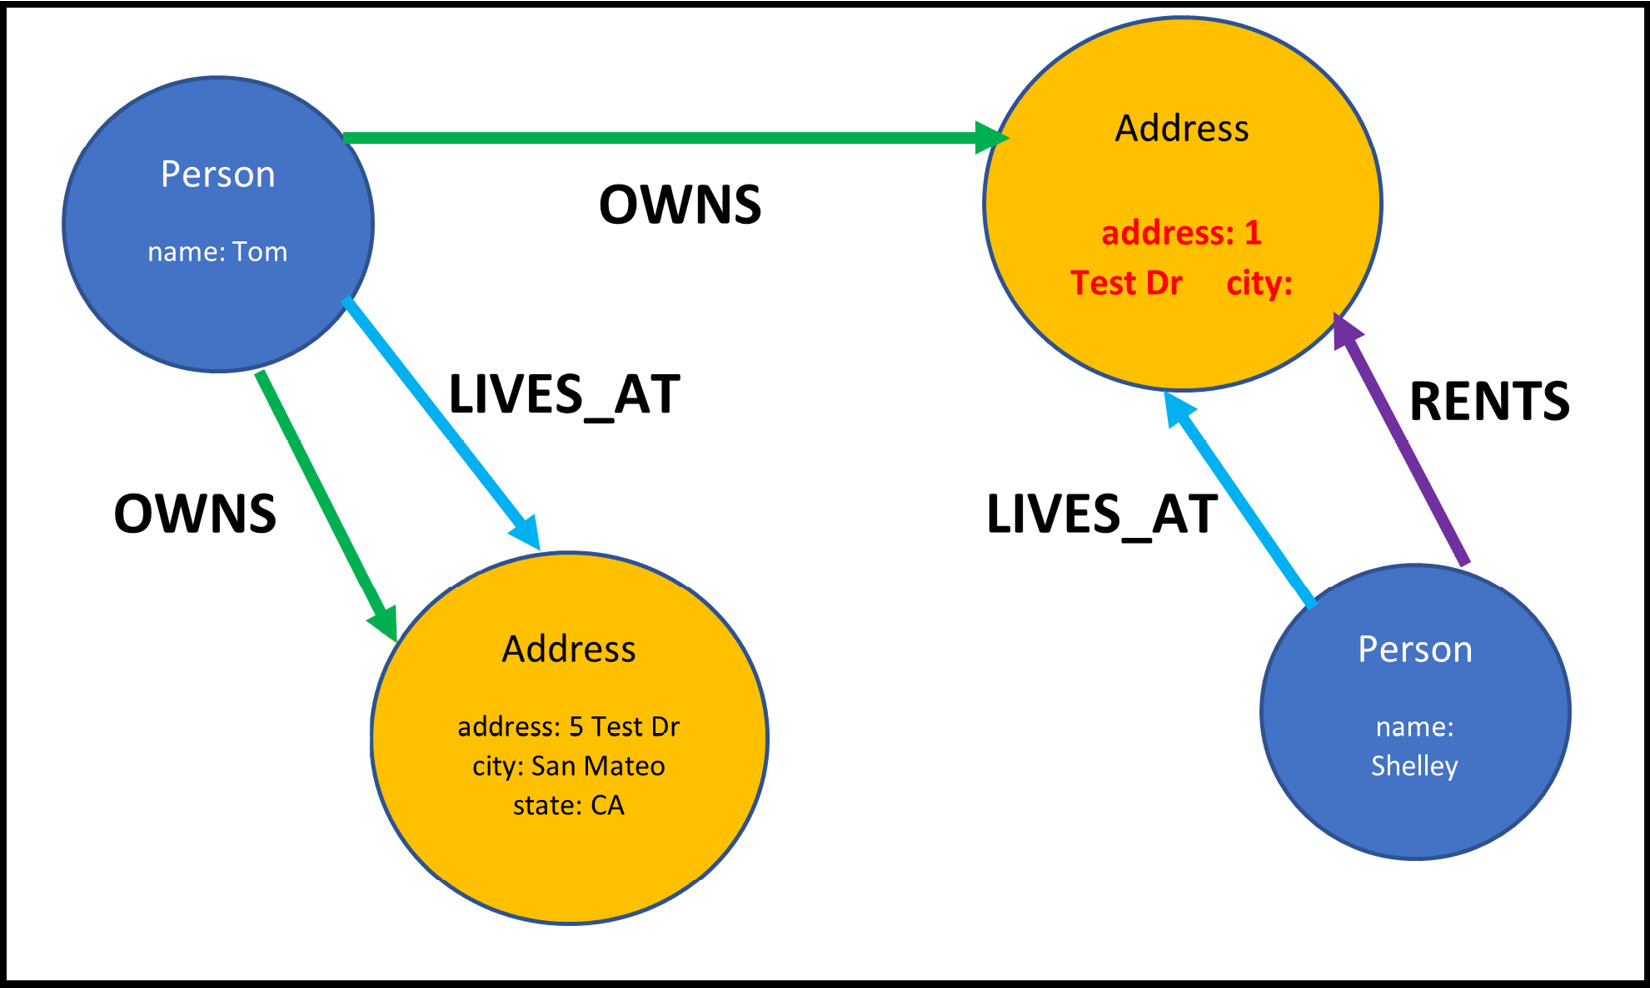 Person
name: Tom
OWNS
Address
address: 1
Test Dr city:
LIVES_AT
OWNS
RENTS
LIVES_AT
Address
address: 5 Test Dr
city: San Mateo
state: CA
Person
name:
Shelley